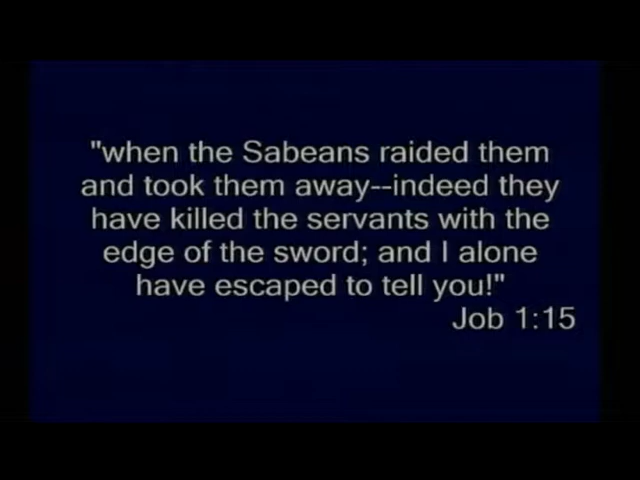 "when the Sabeans raided them
and took them away--indeed they
have killed the servants with the
edge of the sword; and I alone
have escaped to tell you!"
Job 1:15